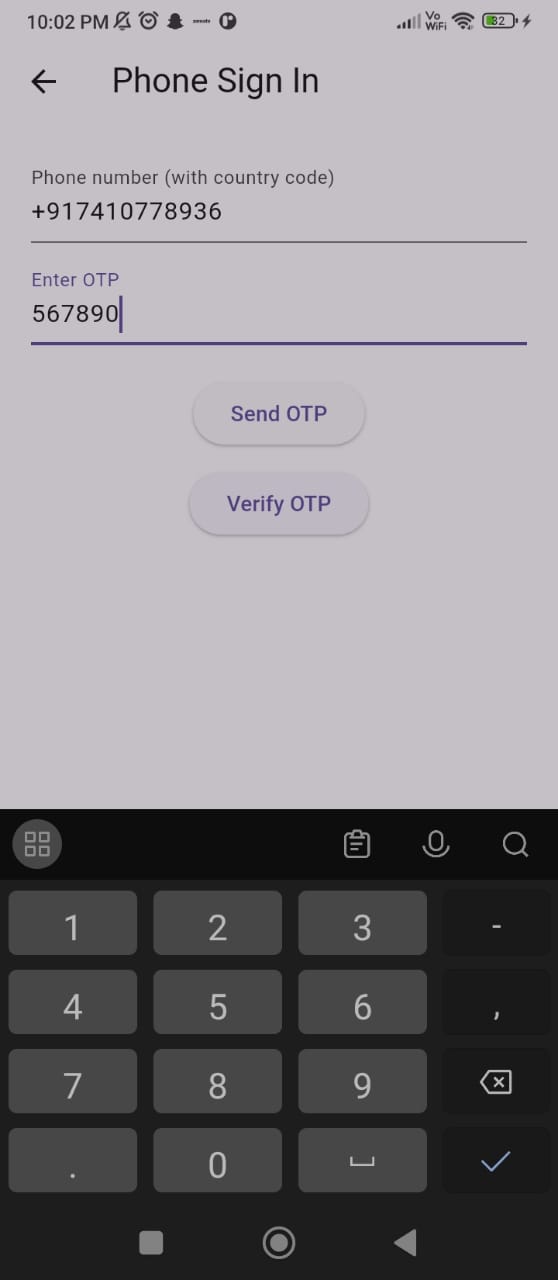 10:02 PM
Vo
WiFi
32
Phone Sign In
Phone number (with country code)
+917410778936
Enter OTP
567890
Send OTP
Verify OTP
1 2 3 -
4 5 6 ,
7 8 9
. 0